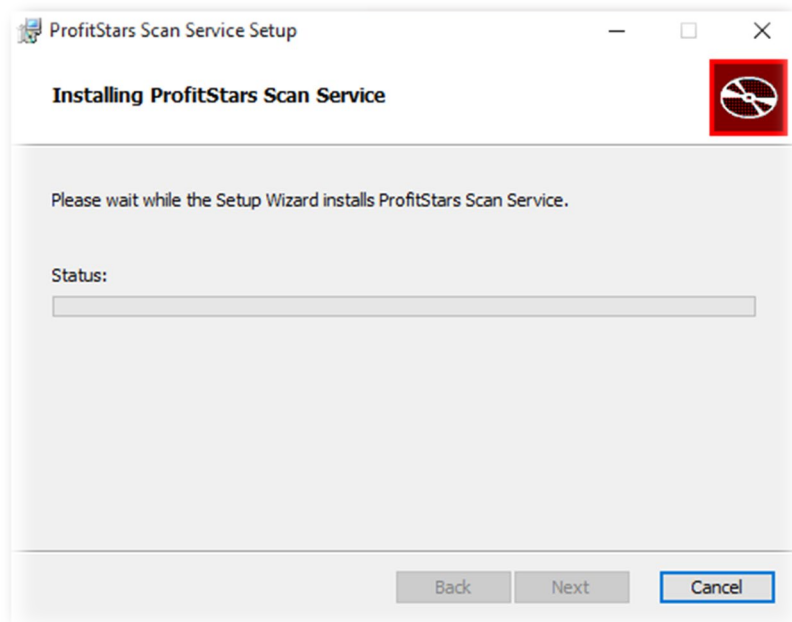 ProfitStars Scan Service Setup
Installing ProfitStars Scan Service
Please wait while the Setup Wizard installs ProfitStars Scan Service.
Status:
Back Next Cancel